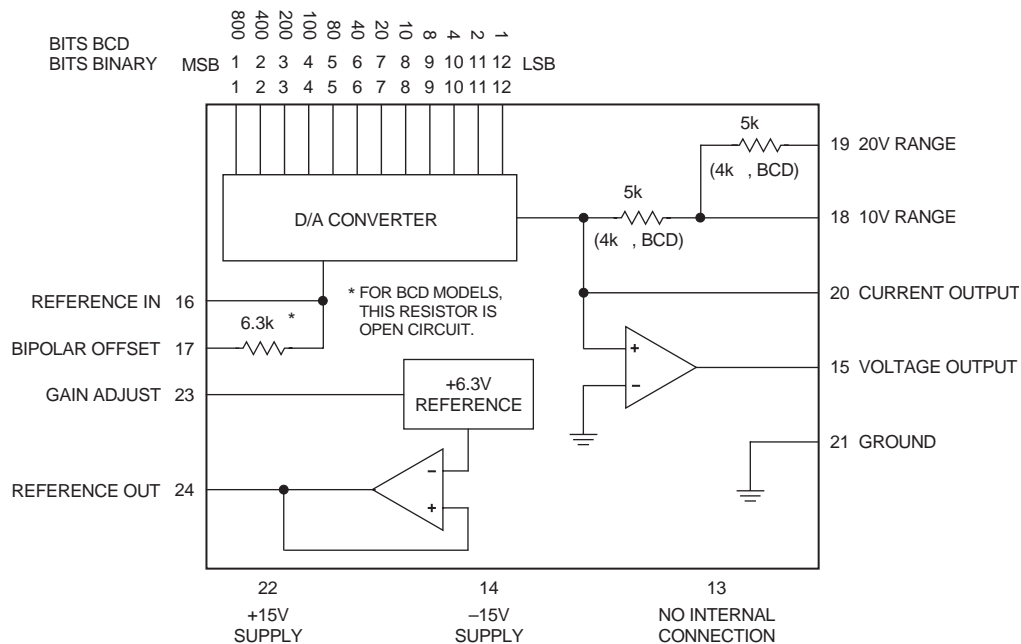 BITS BCD 800 400 200 100 80 40 20 10 8 4 2 1
BITS BINARY MSB 1 2 3 4 5 6 7 8 9 10 11 12 LSB
1 2 3 4 5 6 7 8 9 10 11 12
5k
19 20V RANGE
(4k , BCD)
5k
D/A CONVERTER
18 10V RANGE
(4k , BCD)
REFERENCE IN 16
* FOR BCD MODELS,
THIS RESISTOR IS
OPEN CIRCUIT.
20 CURRENT OUTPUT
6.3k *
BIPOLAR OFFSET 17
+
–
15 VOLTAGE OUTPUT
GAIN ADJUST 23
+6.3V
REFERENCE
21 GROUND
REFERENCE OUT 24
–
+
22
+15V
SUPPLY
14
–15V
SUPPLY
13
NO INTERNAL
CONNECTION